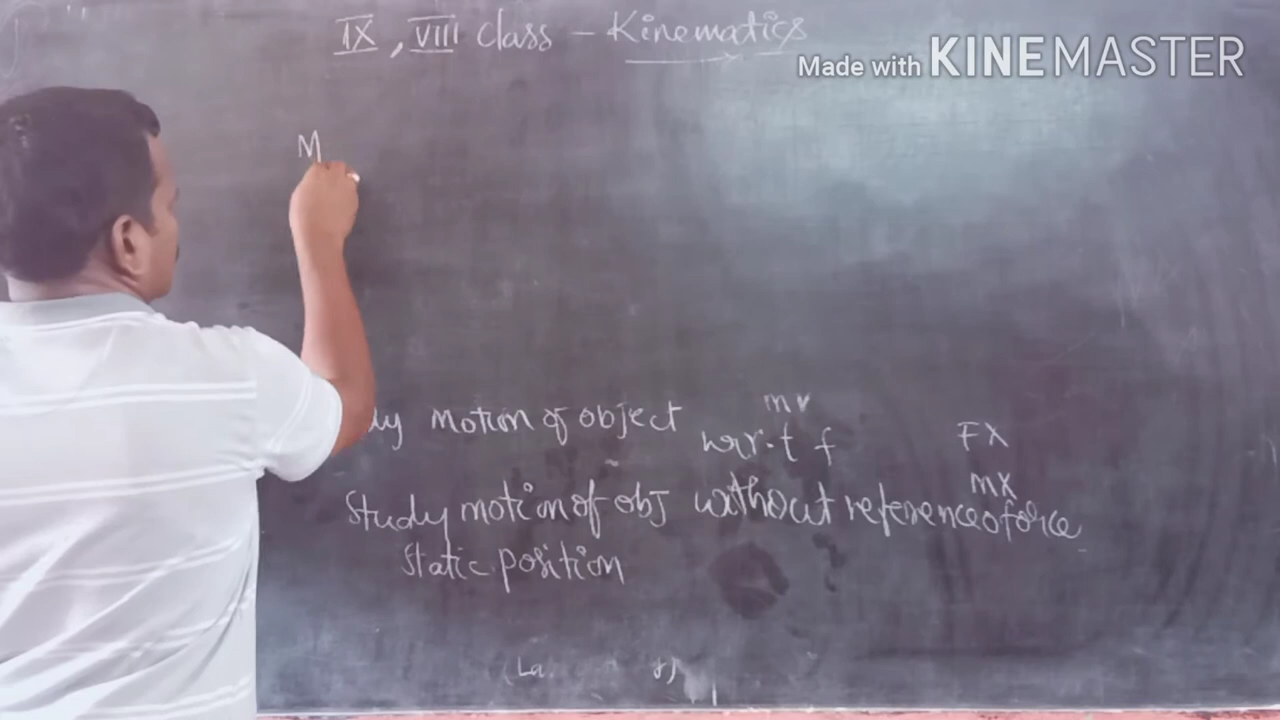 IX, VIII class - Kinematics
Made with KINEMASTER
M
dy motion of object w.r.t f
mv
FX
Study motion of obj without reference of force
mX
static position
(La